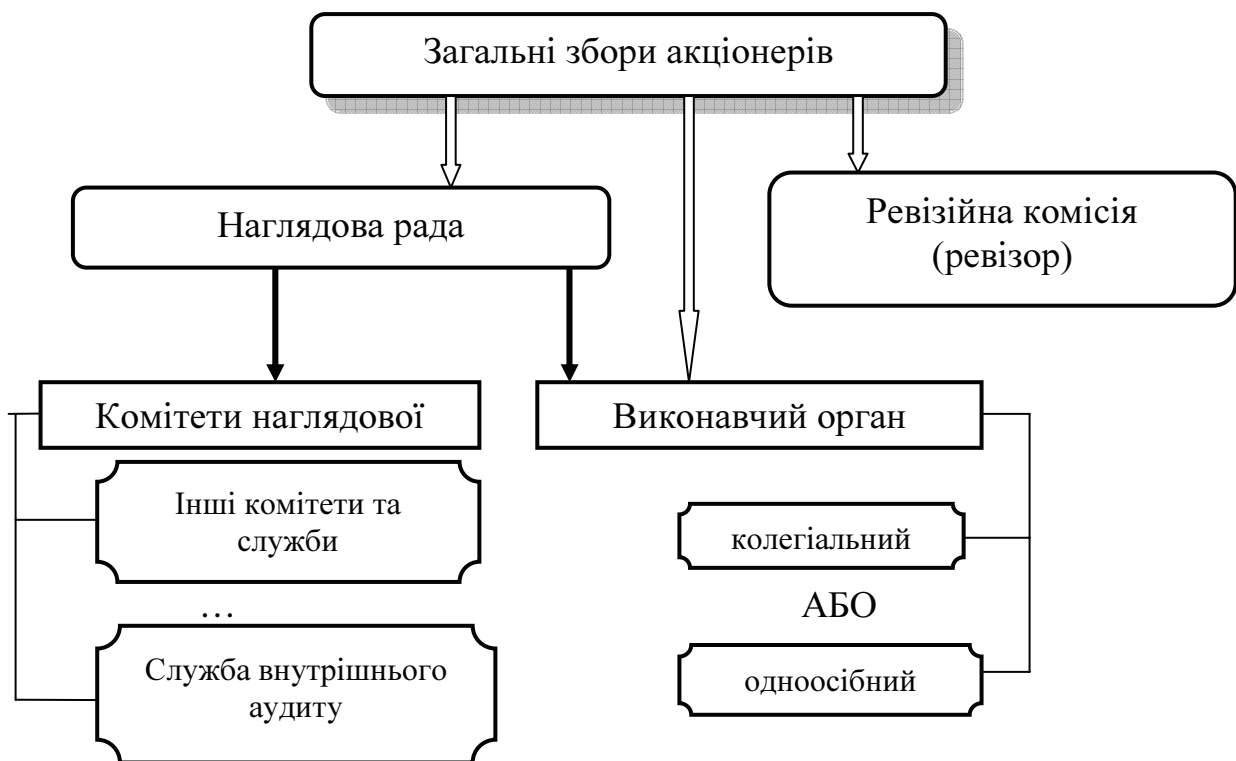 Загальні збори акціонерів
Наглядова рада
Ревізійна комісія
(ревізор)
Комітети наглядової
Виконавчий орган
Інші комітети та
служби
…
Служба внутрішнього
аудиту
колегіальний
АБО
одноосібний